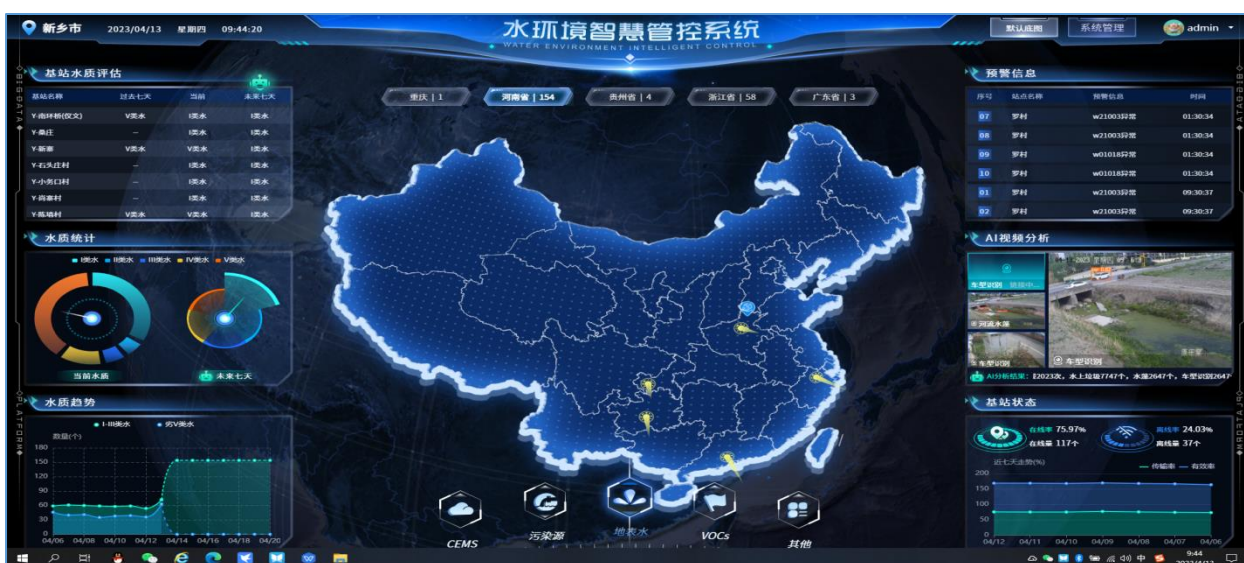 新乡市 2023/04/13 星期四 09:44:20
水环境智慧管控系统
WATER ENVIRONMENT INTELLIGENT CONTROL
默认底图 系统管理 admin
基站水质评估
基站名称 过去七天 当前 未来七天
Y-南环桥(仪文) V类水 I类水 I类水
Y-桑庄 -- I类水 I类水
Y-新寨 V类水 V类水 I类水
Y-石头庄村 -- I类水 I类水
Y-小务口村 -- I类水 I类水
Y-尚寨村 -- I类水 I类水
Y-陈墙村 V类水 V类水 I类水
水质统计
I类水 II类水 III类水 IV类水 V类水
当前水质 未来七天
水质趋势
I-III类水 劣V类水
数量(个)
180
150
120
90
60
30
0
04/06 04/08 04/10 04/12 04/14 04/16 04/18 04/20
重庆 | 1 河南省 | 154 贵州省 | 4 浙江省 | 58 广东省 | 3
CEMS 污染源 地表水 VOCs 其他
预警信息
序号 站点名称 预警信息 时间
07 罗村 w21003异常 01:30:34
08 罗村 w21003异常 01:30:34
09 罗村 w01018异常 01:30:34
10 罗村 w01018异常 01:30:34
01 罗村 w21003异常 09:30:37
02 罗村 w21003异常 09:30:37
AI视频分析
车型识别
河流水藻
车型识别
车型识别
AI分析结果: E2023次, 水上垃圾7747个, 水藻2647个, 车型识别2647
基站状态
在线率 75.97%
在线量 117个
离线率 24.03%
离线量 37个
近七天走势(%)
传输率 有效率
200
150
100
50
0
04/12 04/11 04/10 04/09 04/08 04/07 04/06
中 9:44